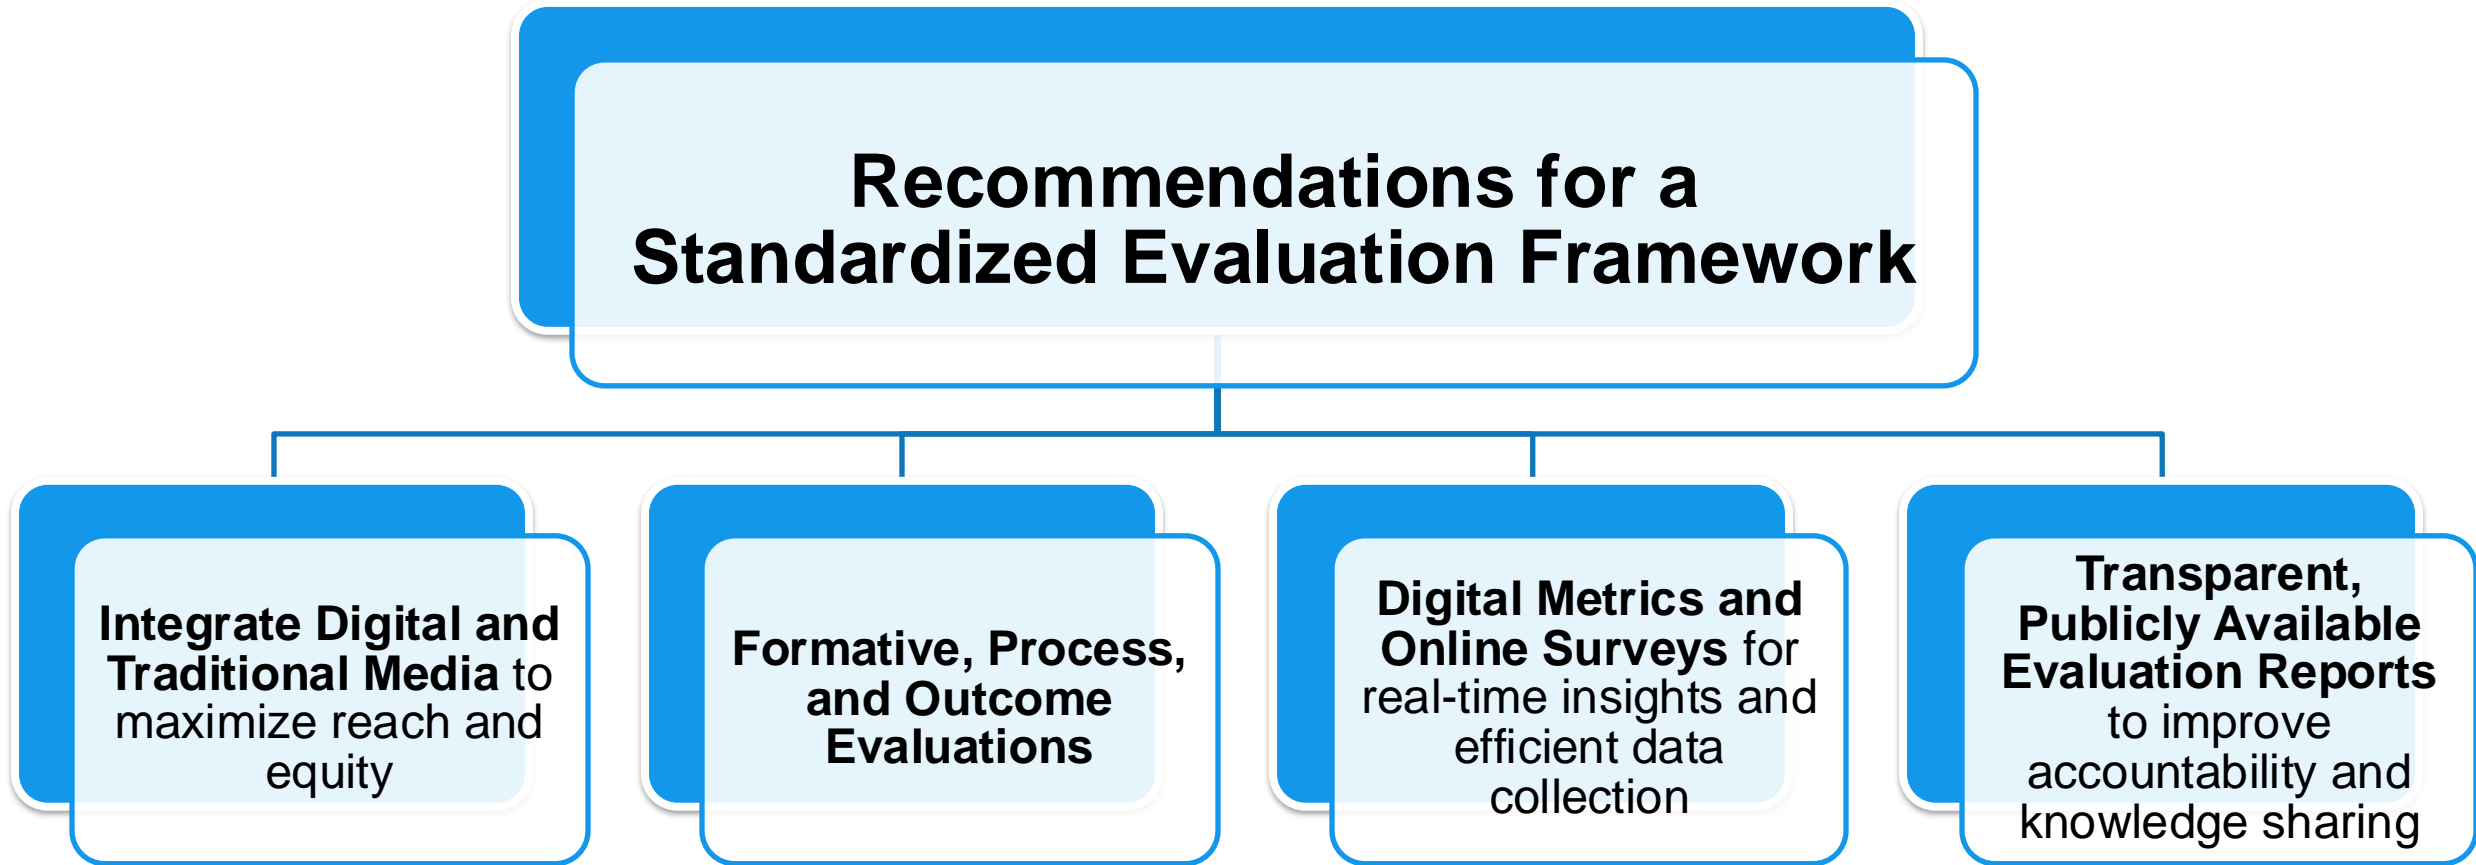 Recommendations for a
Standardized Evaluation Framework
Integrate Digital and
Traditional Media to
maximize reach and
equity
Formative, Process,
and Outcome
Evaluations
Digital Metrics and
Online Surveys for
real-time insights and
efficient data
collection
Transparent,
Publicly Available
Evaluation Reports
to improve
accountability and
knowledge sharing